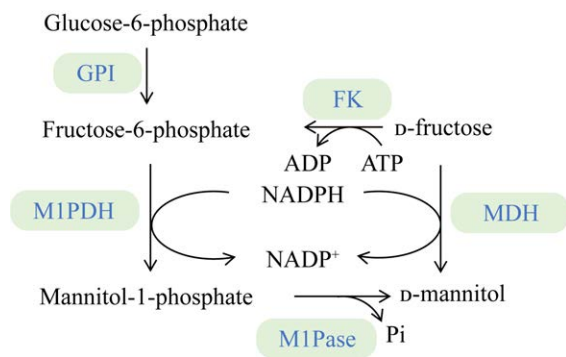 Glucose-6-phosphate
GPI
FK
Fructose-6-phosphate
D-fructose
ADP
ATP
NADPH
M1PDH
MDH
NADP⁺
Mannitol-1-phosphate
D-mannitol
M1Pase
Pi